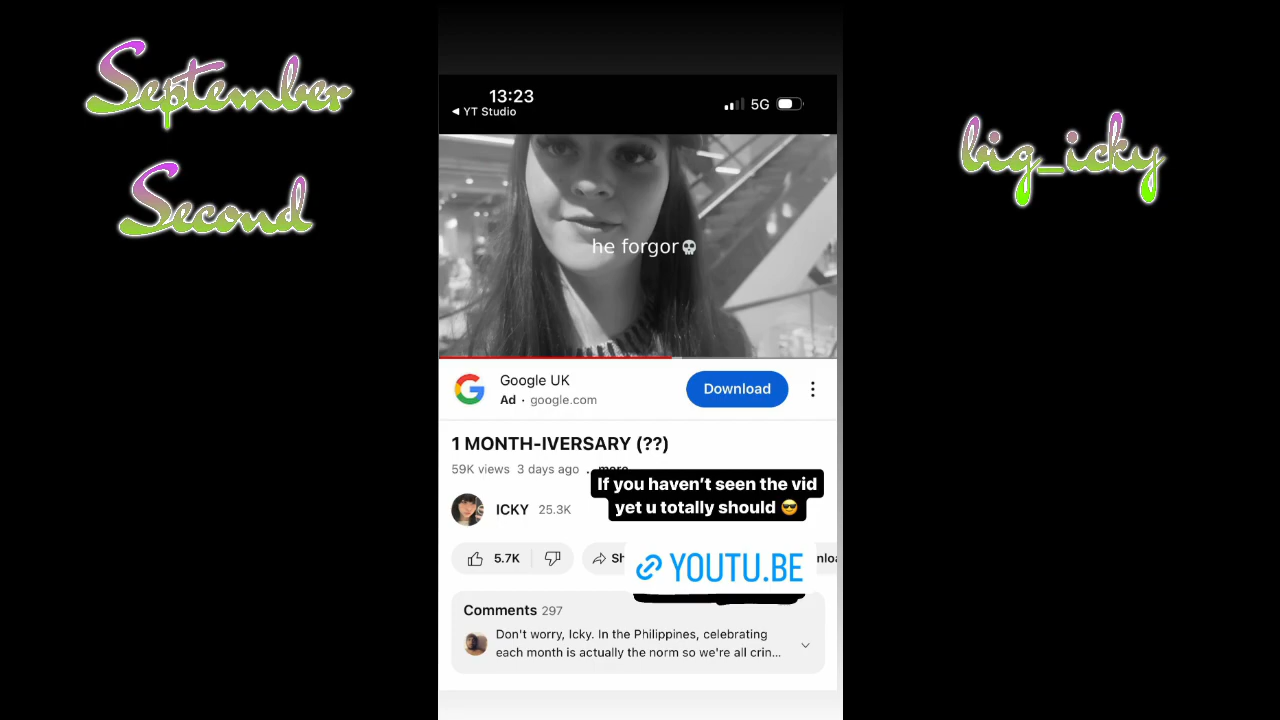 September
Second
big_icky
13:23
5G
◀ YT Studio
he forgor💀
Google UK
Ad · google.com
Download
1 MONTH-IVERSARY (??)
59K views 3 days ago
If you haven't seen the vid
yet u totally should 😎
ICKY 25.3K
5.7K
YOUTU.BE
Comments 297
Don't worry, Icky. In the Philippines, celebrating
each month is actually the norm so we're all crin...